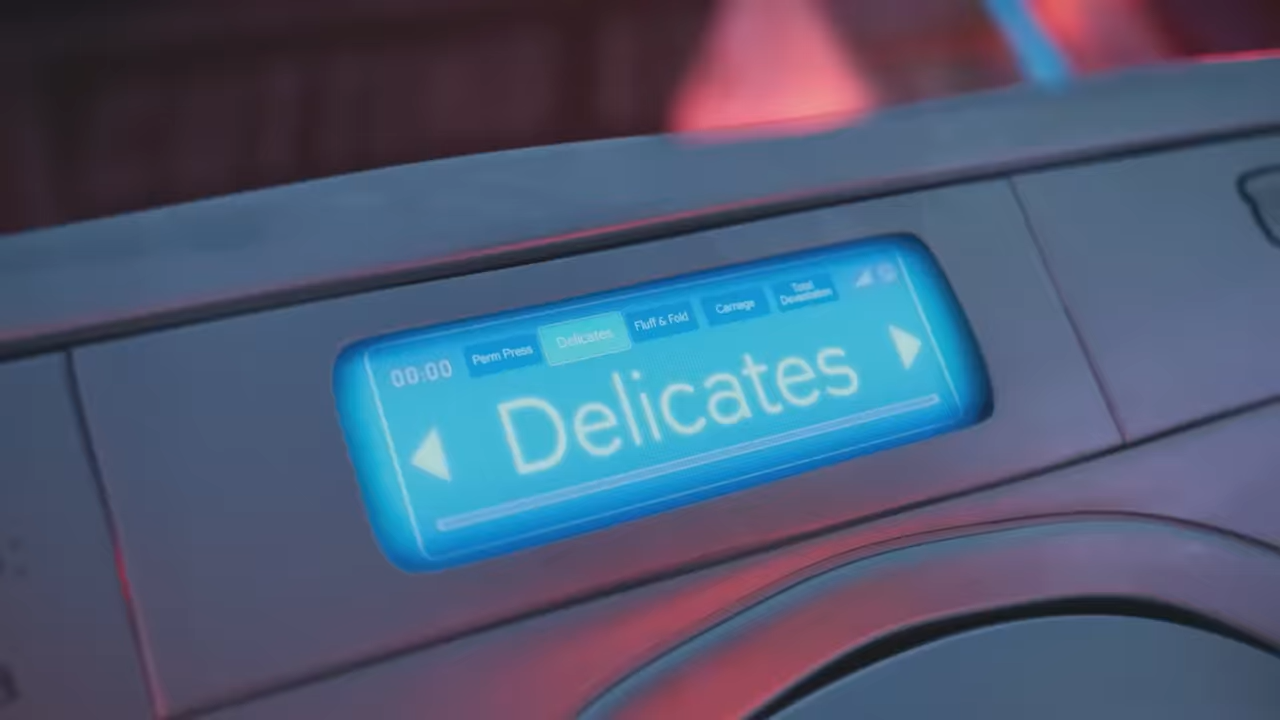 00:00
Perm Press
Delicates
Fluff & Fold
Carnage
Total
Devastation
Delicates